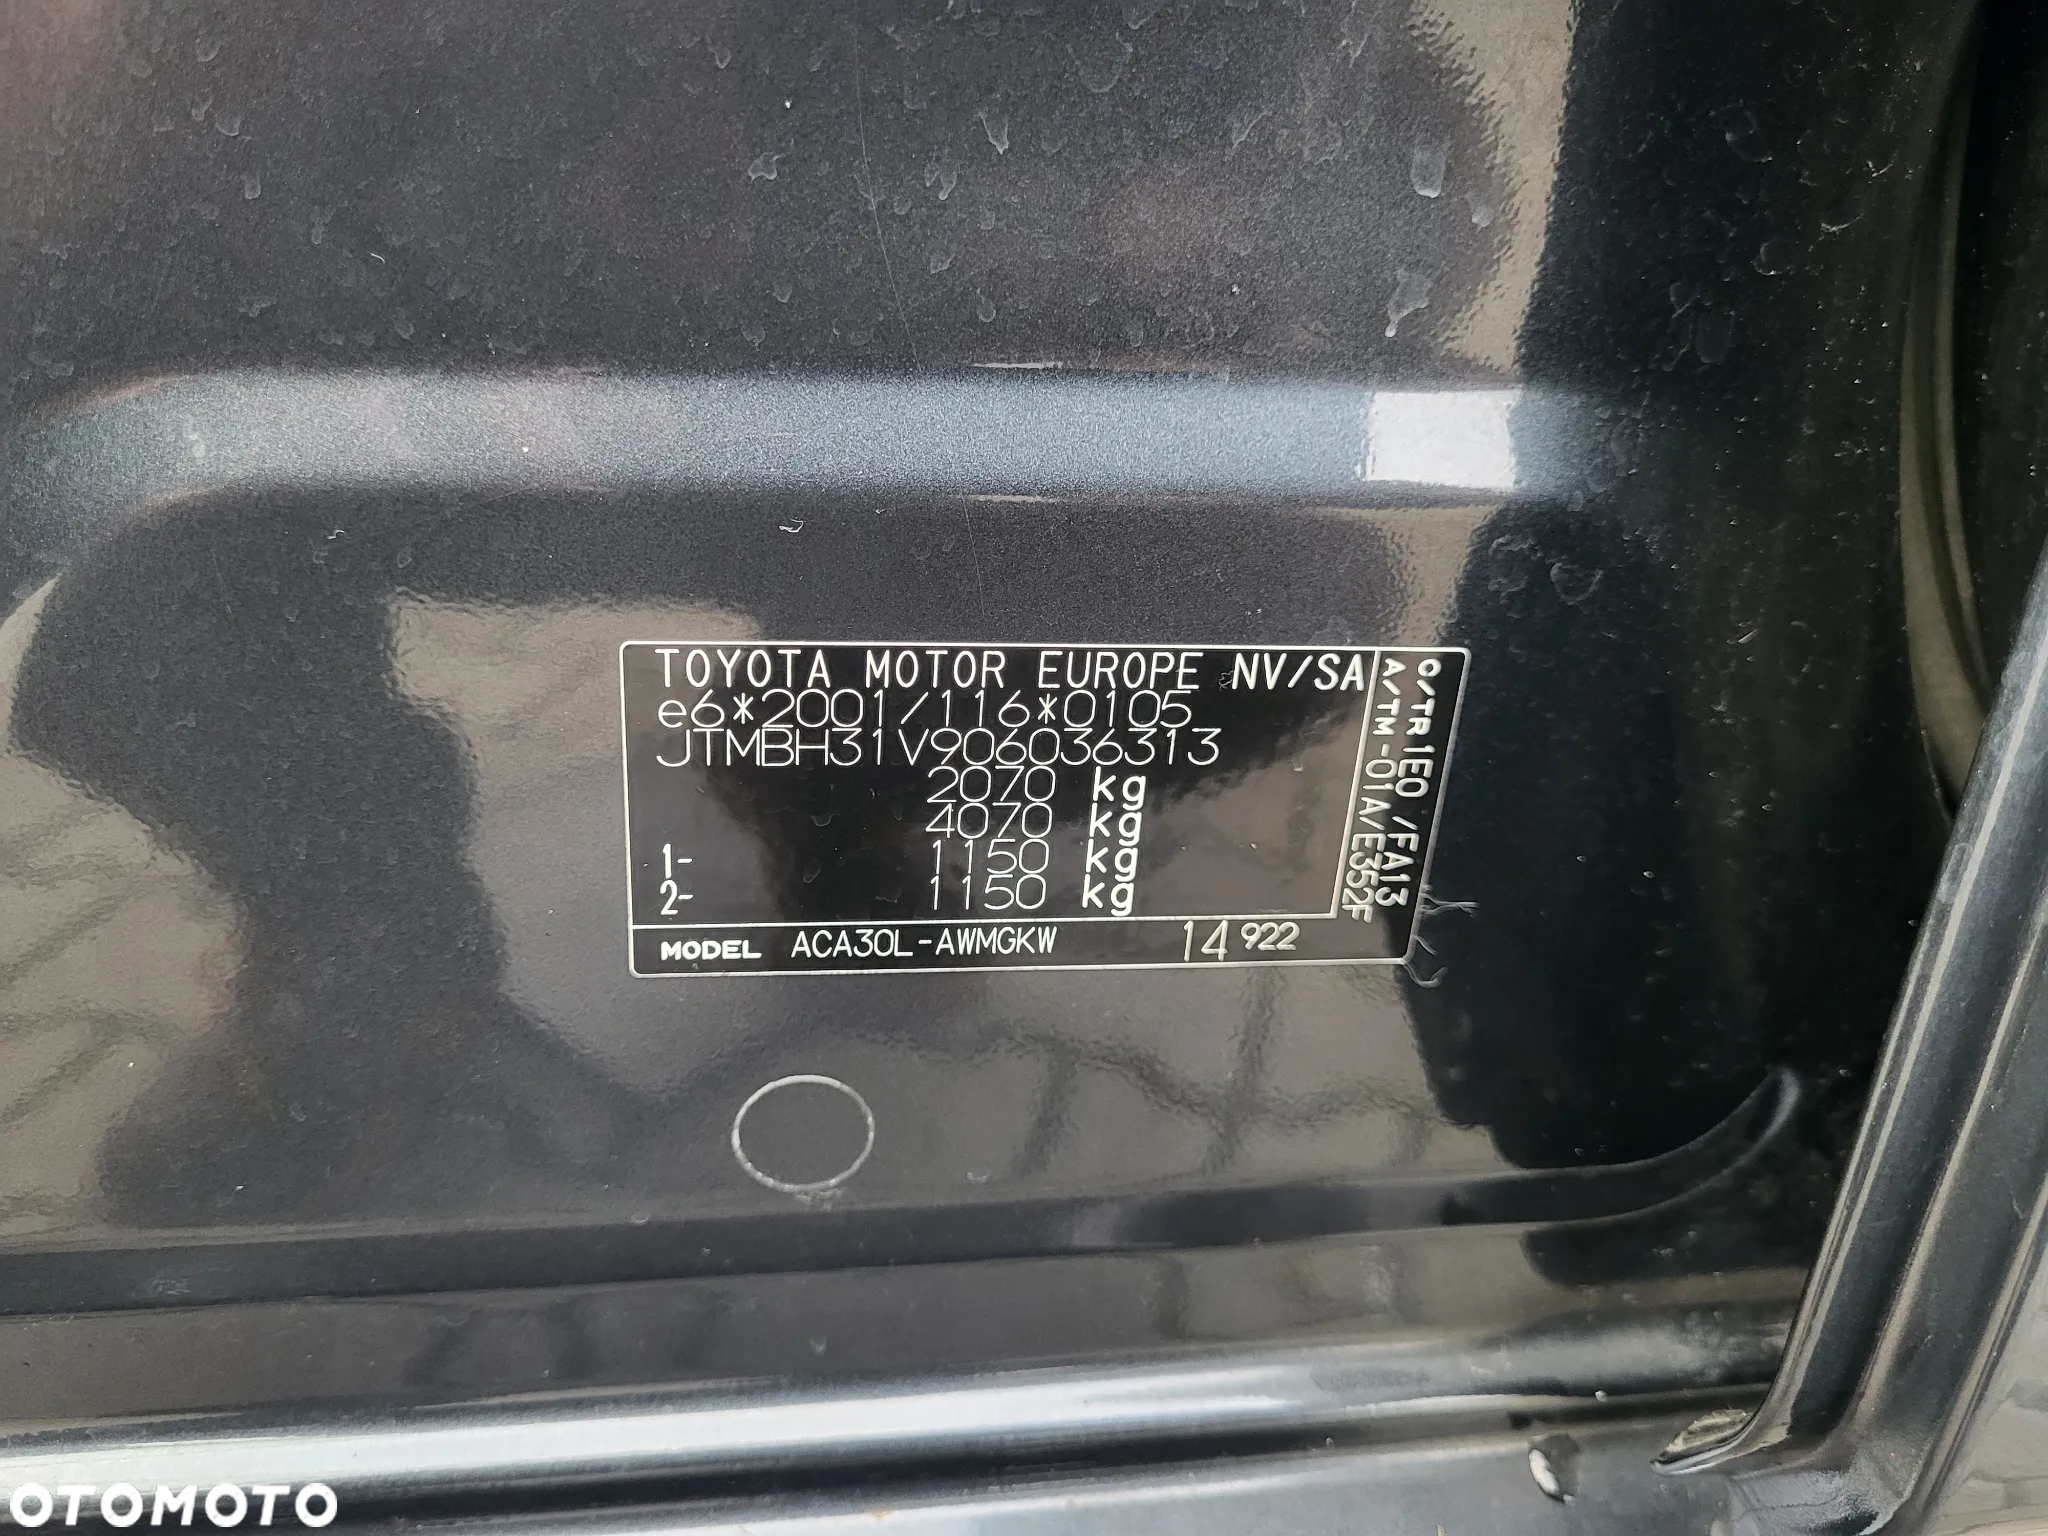 TOYOTA MOTOR EUROPE NV/SA
e6*2001/116*0105
JTMBH31V906036313
2070 kg
4070 kg
1- 1150 kg
2- 1150 kg
MODEL ACA30L-AWMGKW 14 922
C/TR 1E0 /FA13
A/TM -01A/E352F
OTOMOTO